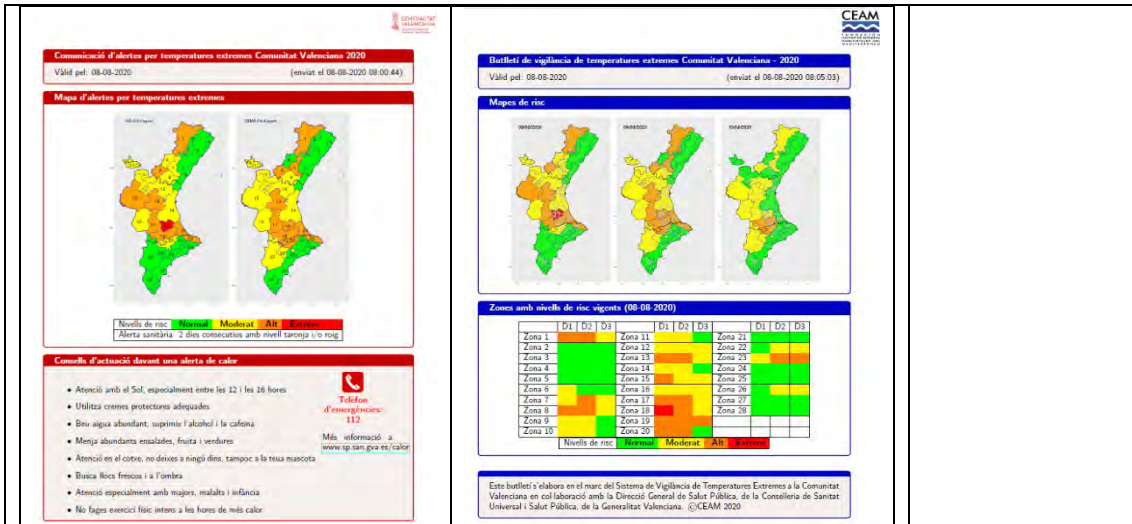 GENERALITAT
VALENCIANA
Comunicació d'alertes per temperatures extremes Comunitat Valenciana 2020
Vàlid pel: 08-08-2020 (enviat el 08-08-2020 08:00:44)
Mapa d'alertes per temperatures extremes
Nivells de risc Normal Moderat Alt Extrem
Alerta sanitària: 2 dies consecutius amb nivell taronja i/o roig
Consells d'actuació davant una alerta de calor
• Atenció amb el Sol, especialment entre les 12 i les 16 hores
• Utilitza cremes protectores adequades
• Beu aigua abundant, suprimix l'alcohol i la cafeïna
• Menja abundants ensalades, fruita i verdures
• Atenció en el cotxe, no deixes a ningú dins, tampoc a la teua mascota
• Busca llocs frescos i a l'ombra
• Atenció especialment amb majors, malalts i infància
• No fages exercici físic intens a les hores de més calor
Telèfon
d'emergències:
112
Més informació a:
www.sp.san.gva.es/calor
CEAM
Butlletí de vigilància de temperatures extremes Comunitat Valenciana - 2020
Vàlid pel: 08-08-2020 (enviat el 08-08-2020 08:05:03)
Mapes de risc
Zones amb nivells de risc vigents (08-08-2020)
D1 D2 D3 D1 D2 D3 D1 D2 D3
Zona 1 Zona 11 Zona 21
Zona 2 Zona 12 Zona 22
Zona 3 Zona 13 Zona 23
Zona 4 Zona 14 Zona 24
Zona 5 Zona 15 Zona 25
Zona 6 Zona 16 Zona 26
Zona 7 Zona 17 Zona 27
Zona 8 Zona 18 Zona 28
Zona 9 Zona 19
Zona 10 Zona 20
Nivells de risc Normal Moderat Alt Extrem
Este butlletí s'elabora en el marc del Sistema de Vigilància de Temperatures Extremes a la Comunitat
Valenciana en col·laboració amb la Direcció General de Salut Pública, de la Conselleria de Sanitat
Universal i Salut Pública, de la Generalitat Valenciana. ©CEAM 2020